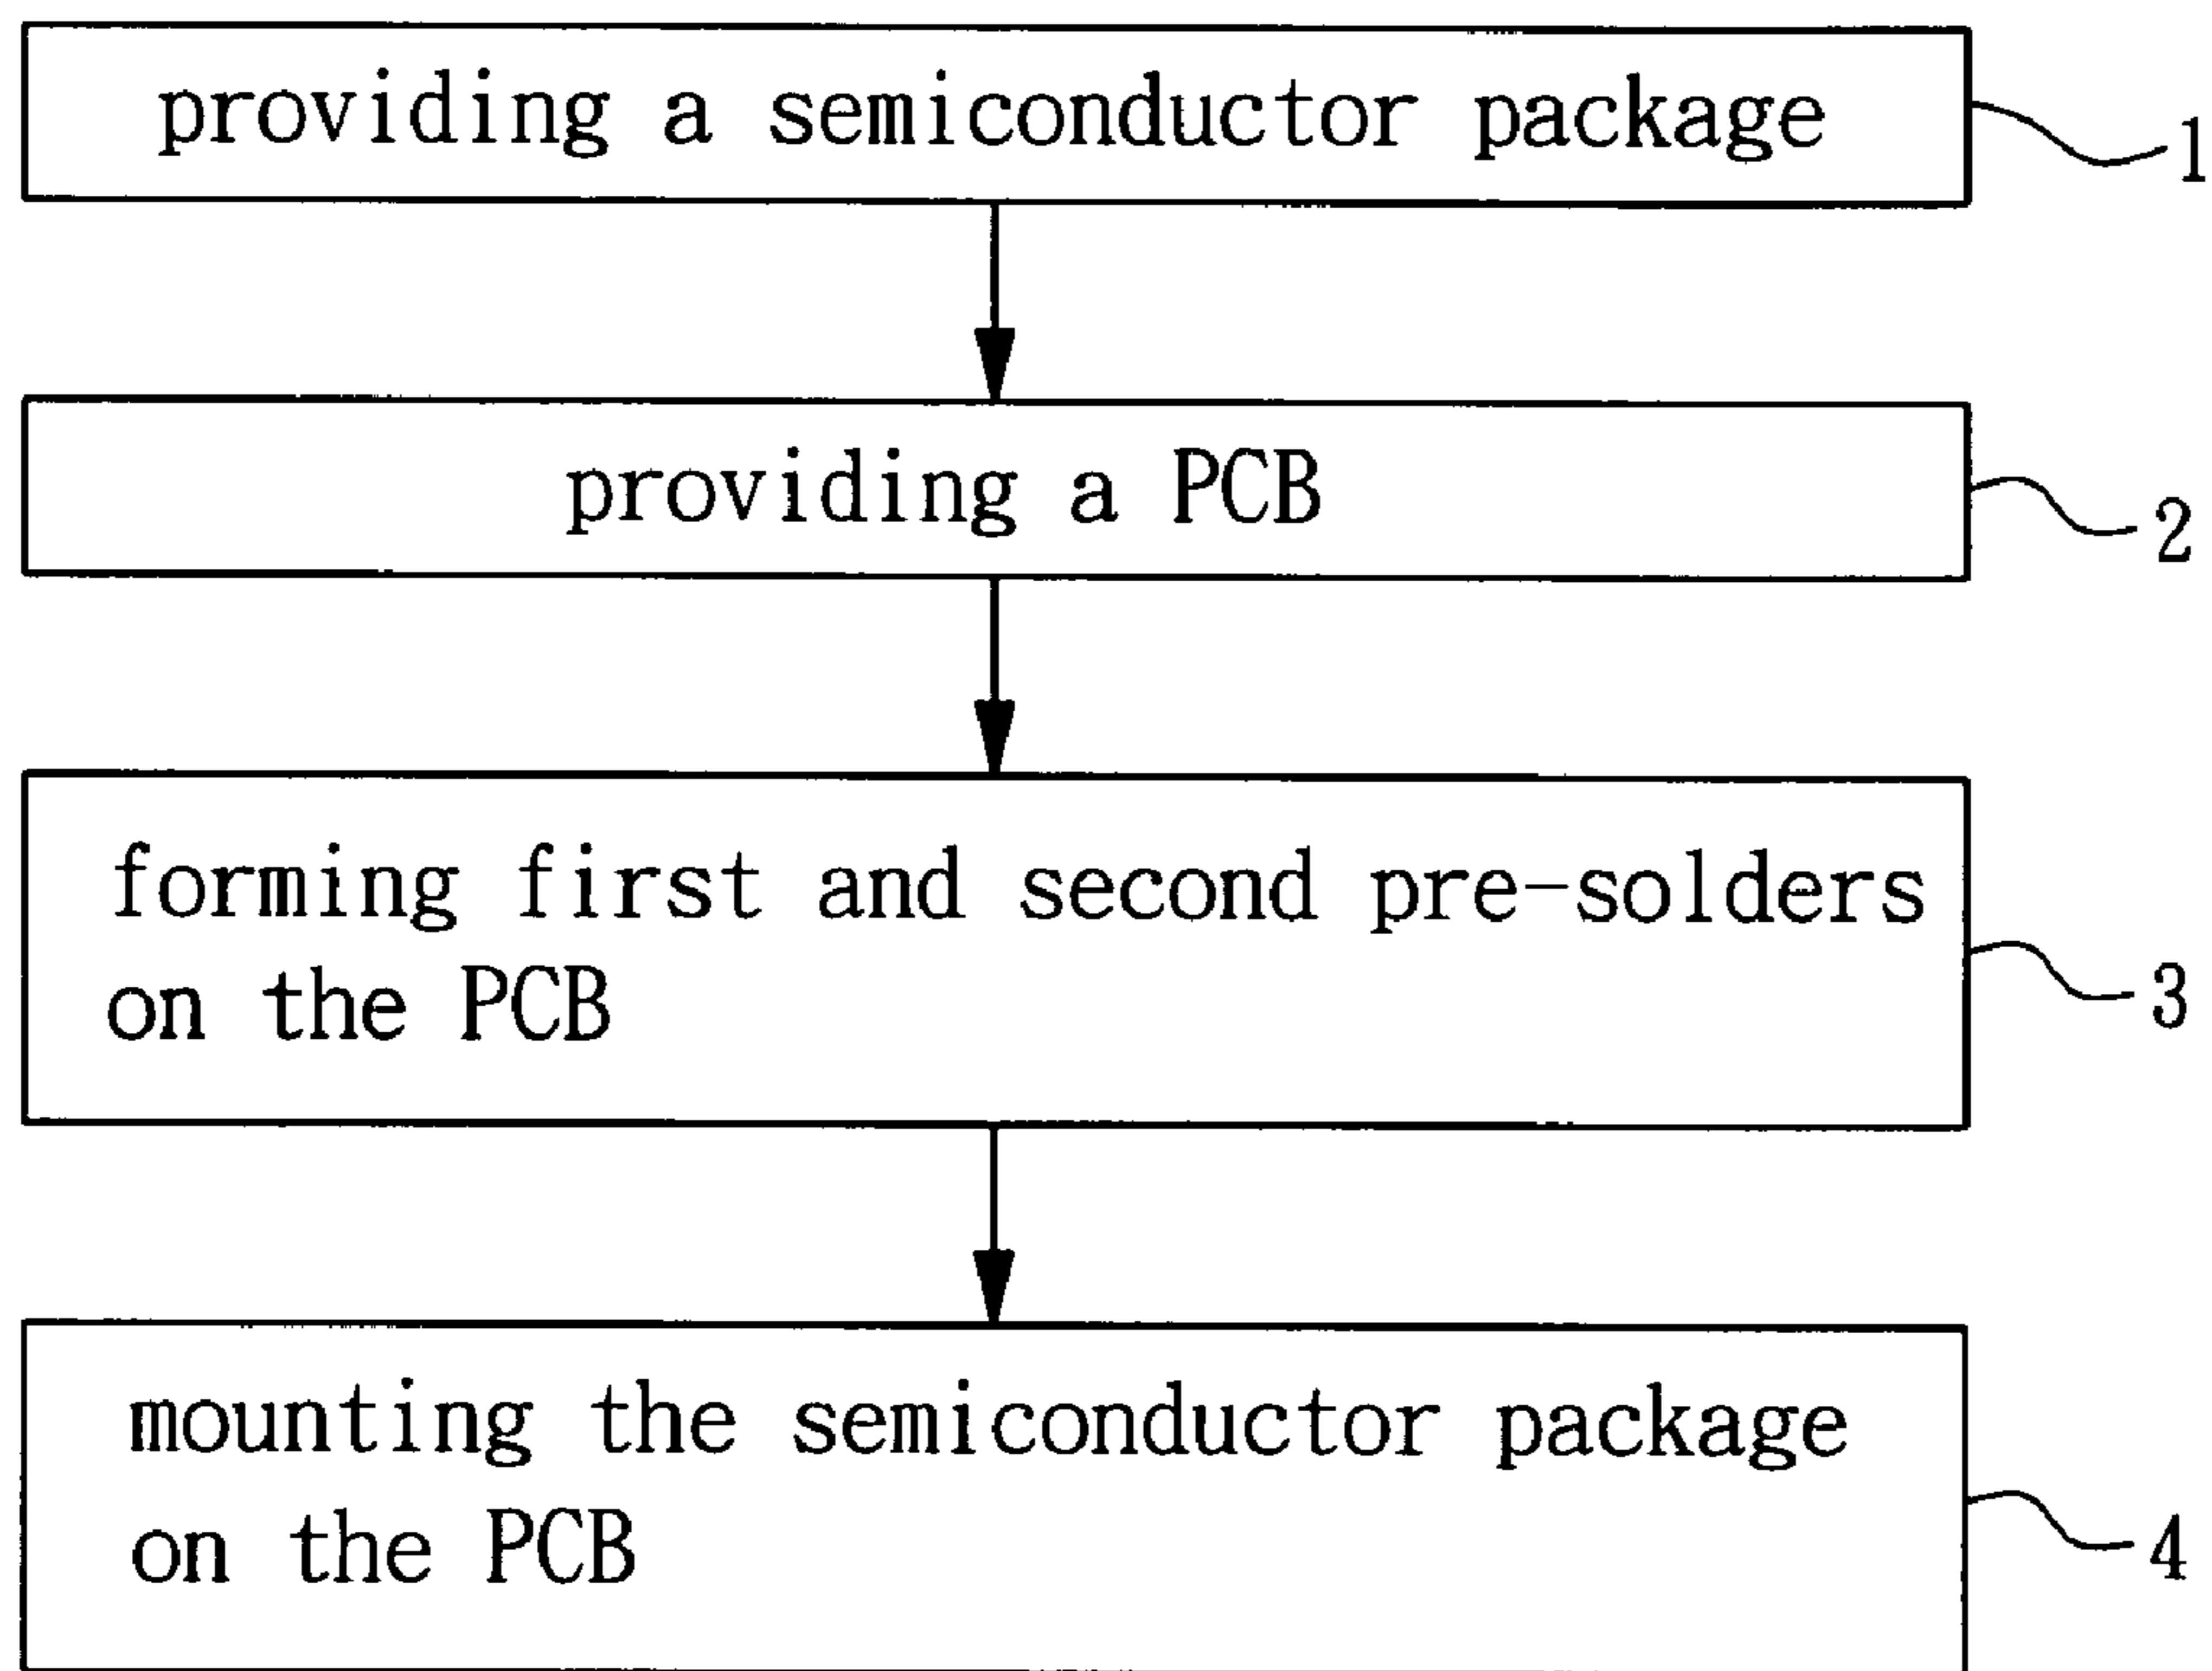 providing a semiconductor package
1
providing a PCB
2
forming first and second pre-solders
on the PCB
3
mounting the semiconductor package
on the PCB
4